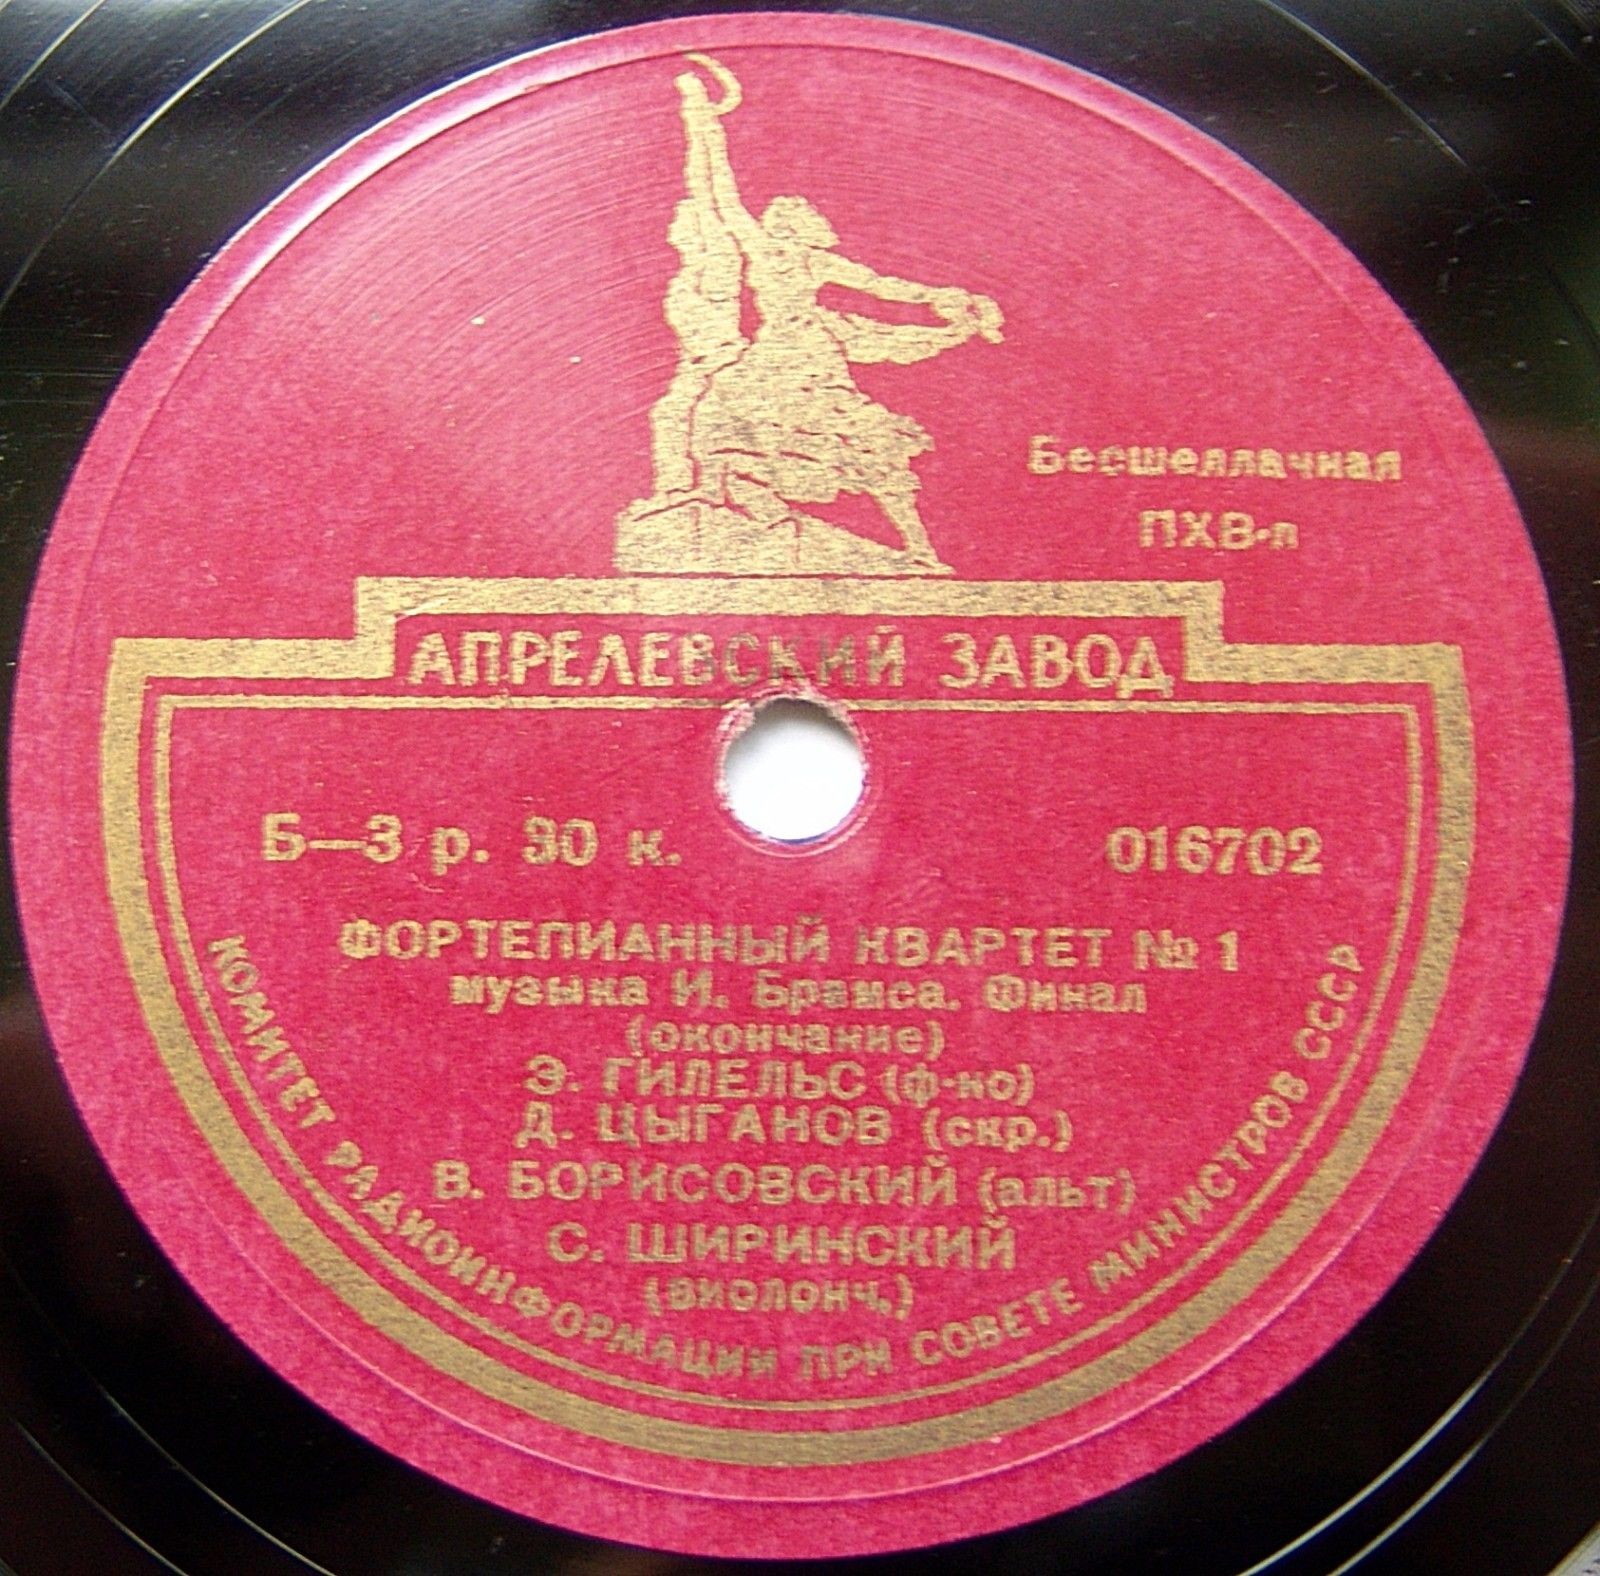 Бесшеллачная
ПХВ-п
АПРЕЛЕВСКИЙ ЗАВОД
Б—3 р. 30 к.
016702
ФОРТЕПИАННЫЙ КВАРТЕТ № 1
музыка И. Брамса. Финал
(окончание)
Э. ГИЛЕЛЬС (ф-но)
Д. ЦЫГАНОВ (скр.)
В. БОРИСОВСКИЙ (альт)
С. ШИРИНСКИЙ
(виолонч.)
КОМИТЕТ РАДИОИНФОРМАЦИИ ПРИ СОВЕТЕ МИНИСТРОВ СССР